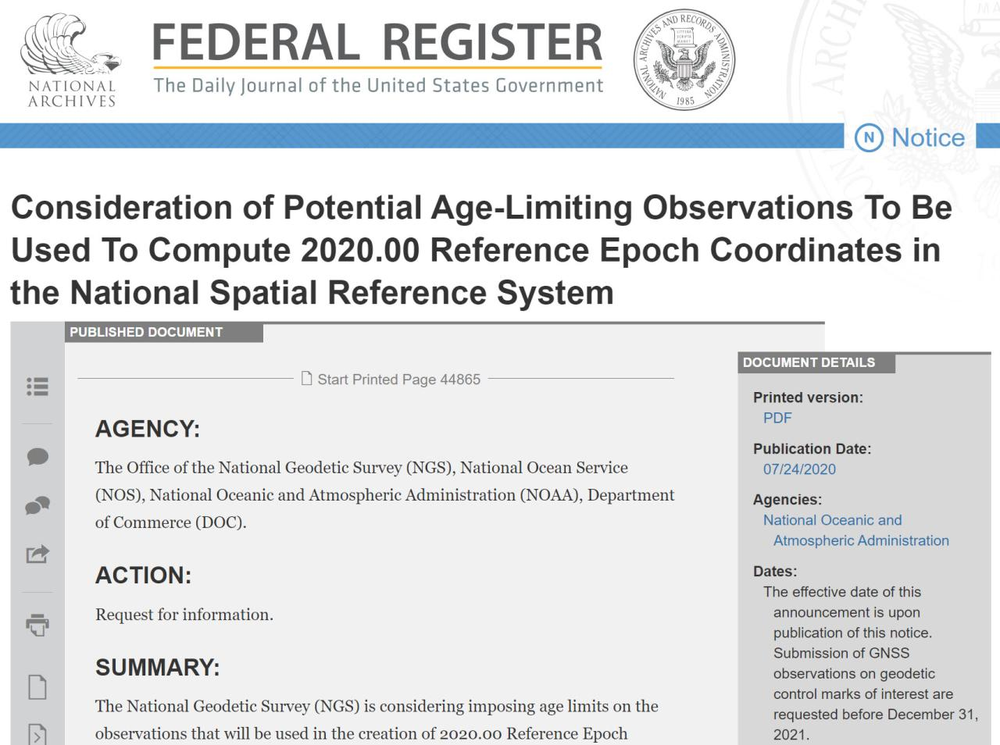 NATIONAL
ARCHIVES
FEDERAL REGISTER
The Daily Journal of the United States Government
NATIONAL ARCHIVES AND RECORDS ADMINISTRATION
LITTERA
SCRIPTA
MANET
1985
N Notice
Consideration of Potential Age-Limiting Observations To Be
Used To Compute 2020.00 Reference Epoch Coordinates in
the National Spatial Reference System
PUBLISHED DOCUMENT
Start Printed Page 44865
AGENCY:
The Office of the National Geodetic Survey (NGS), National Ocean Service
(NOS), National Oceanic and Atmospheric Administration (NOAA), Department
of Commerce (DOC).
ACTION:
Request for information.
SUMMARY:
The National Geodetic Survey (NGS) is considering imposing age limits on the
observations that will be used in the creation of 2020.00 Reference Epoch
DOCUMENT DETAILS
Printed version:
PDF
Publication Date:
07/24/2020
Agencies:
National Oceanic and
Atmospheric Administration
Dates:
The effective date of this
announcement is upon
publication of this notice.
Submission of GNSS
observations on geodetic
control marks of interest are
requested before December 31,
2021.